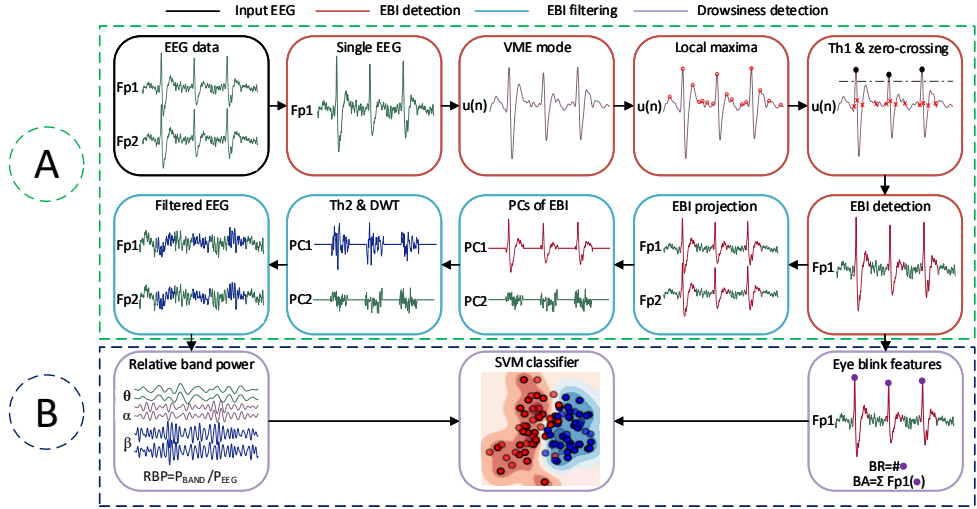 Input EEG EBI detection EBI filtering Drowsiness detection
A
EEG data
Fp1
Fp2
Single EEG
Fp1
VME mode
u(n)
Local maxima
u(n)
Th1 & zero-crossing
u(n)
Filtered EEG
Fp1
Fp2
Th2 & DWT
PC1
PC2
PCs of EBI
PC1
PC2
EBI projection
Fp1
Fp2
EBI detection
Fp1
B
Relative band power
θ
α
β
RBP=P_BAND/P_EEG
SVM classifier
Eye blink features
Fp1
BR=#●
BA=Σ Fp1(●)